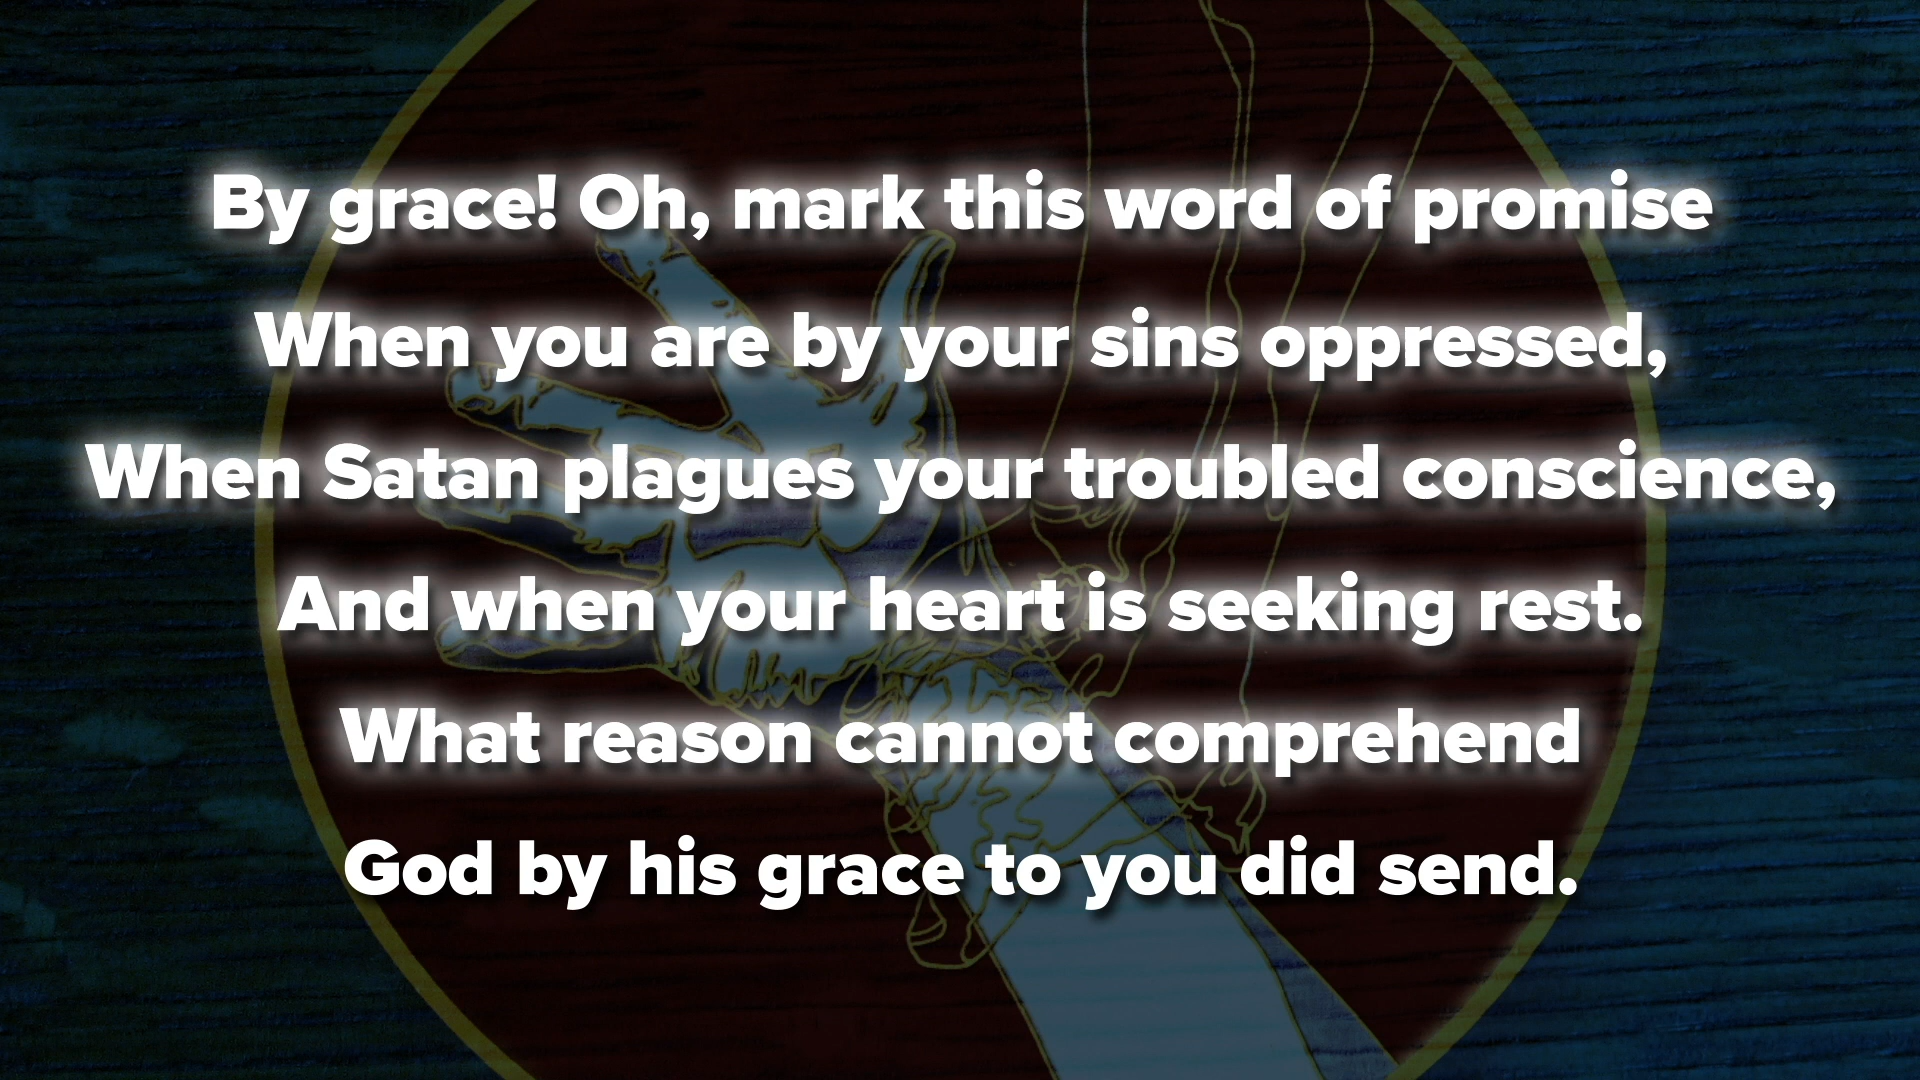 By grace! Oh, mark this word of promise
When you are by your sins oppressed,
When Satan plagues your troubled conscience,
And when your heart is seeking rest.
What reason cannot comprehend
God by his grace to you did send.